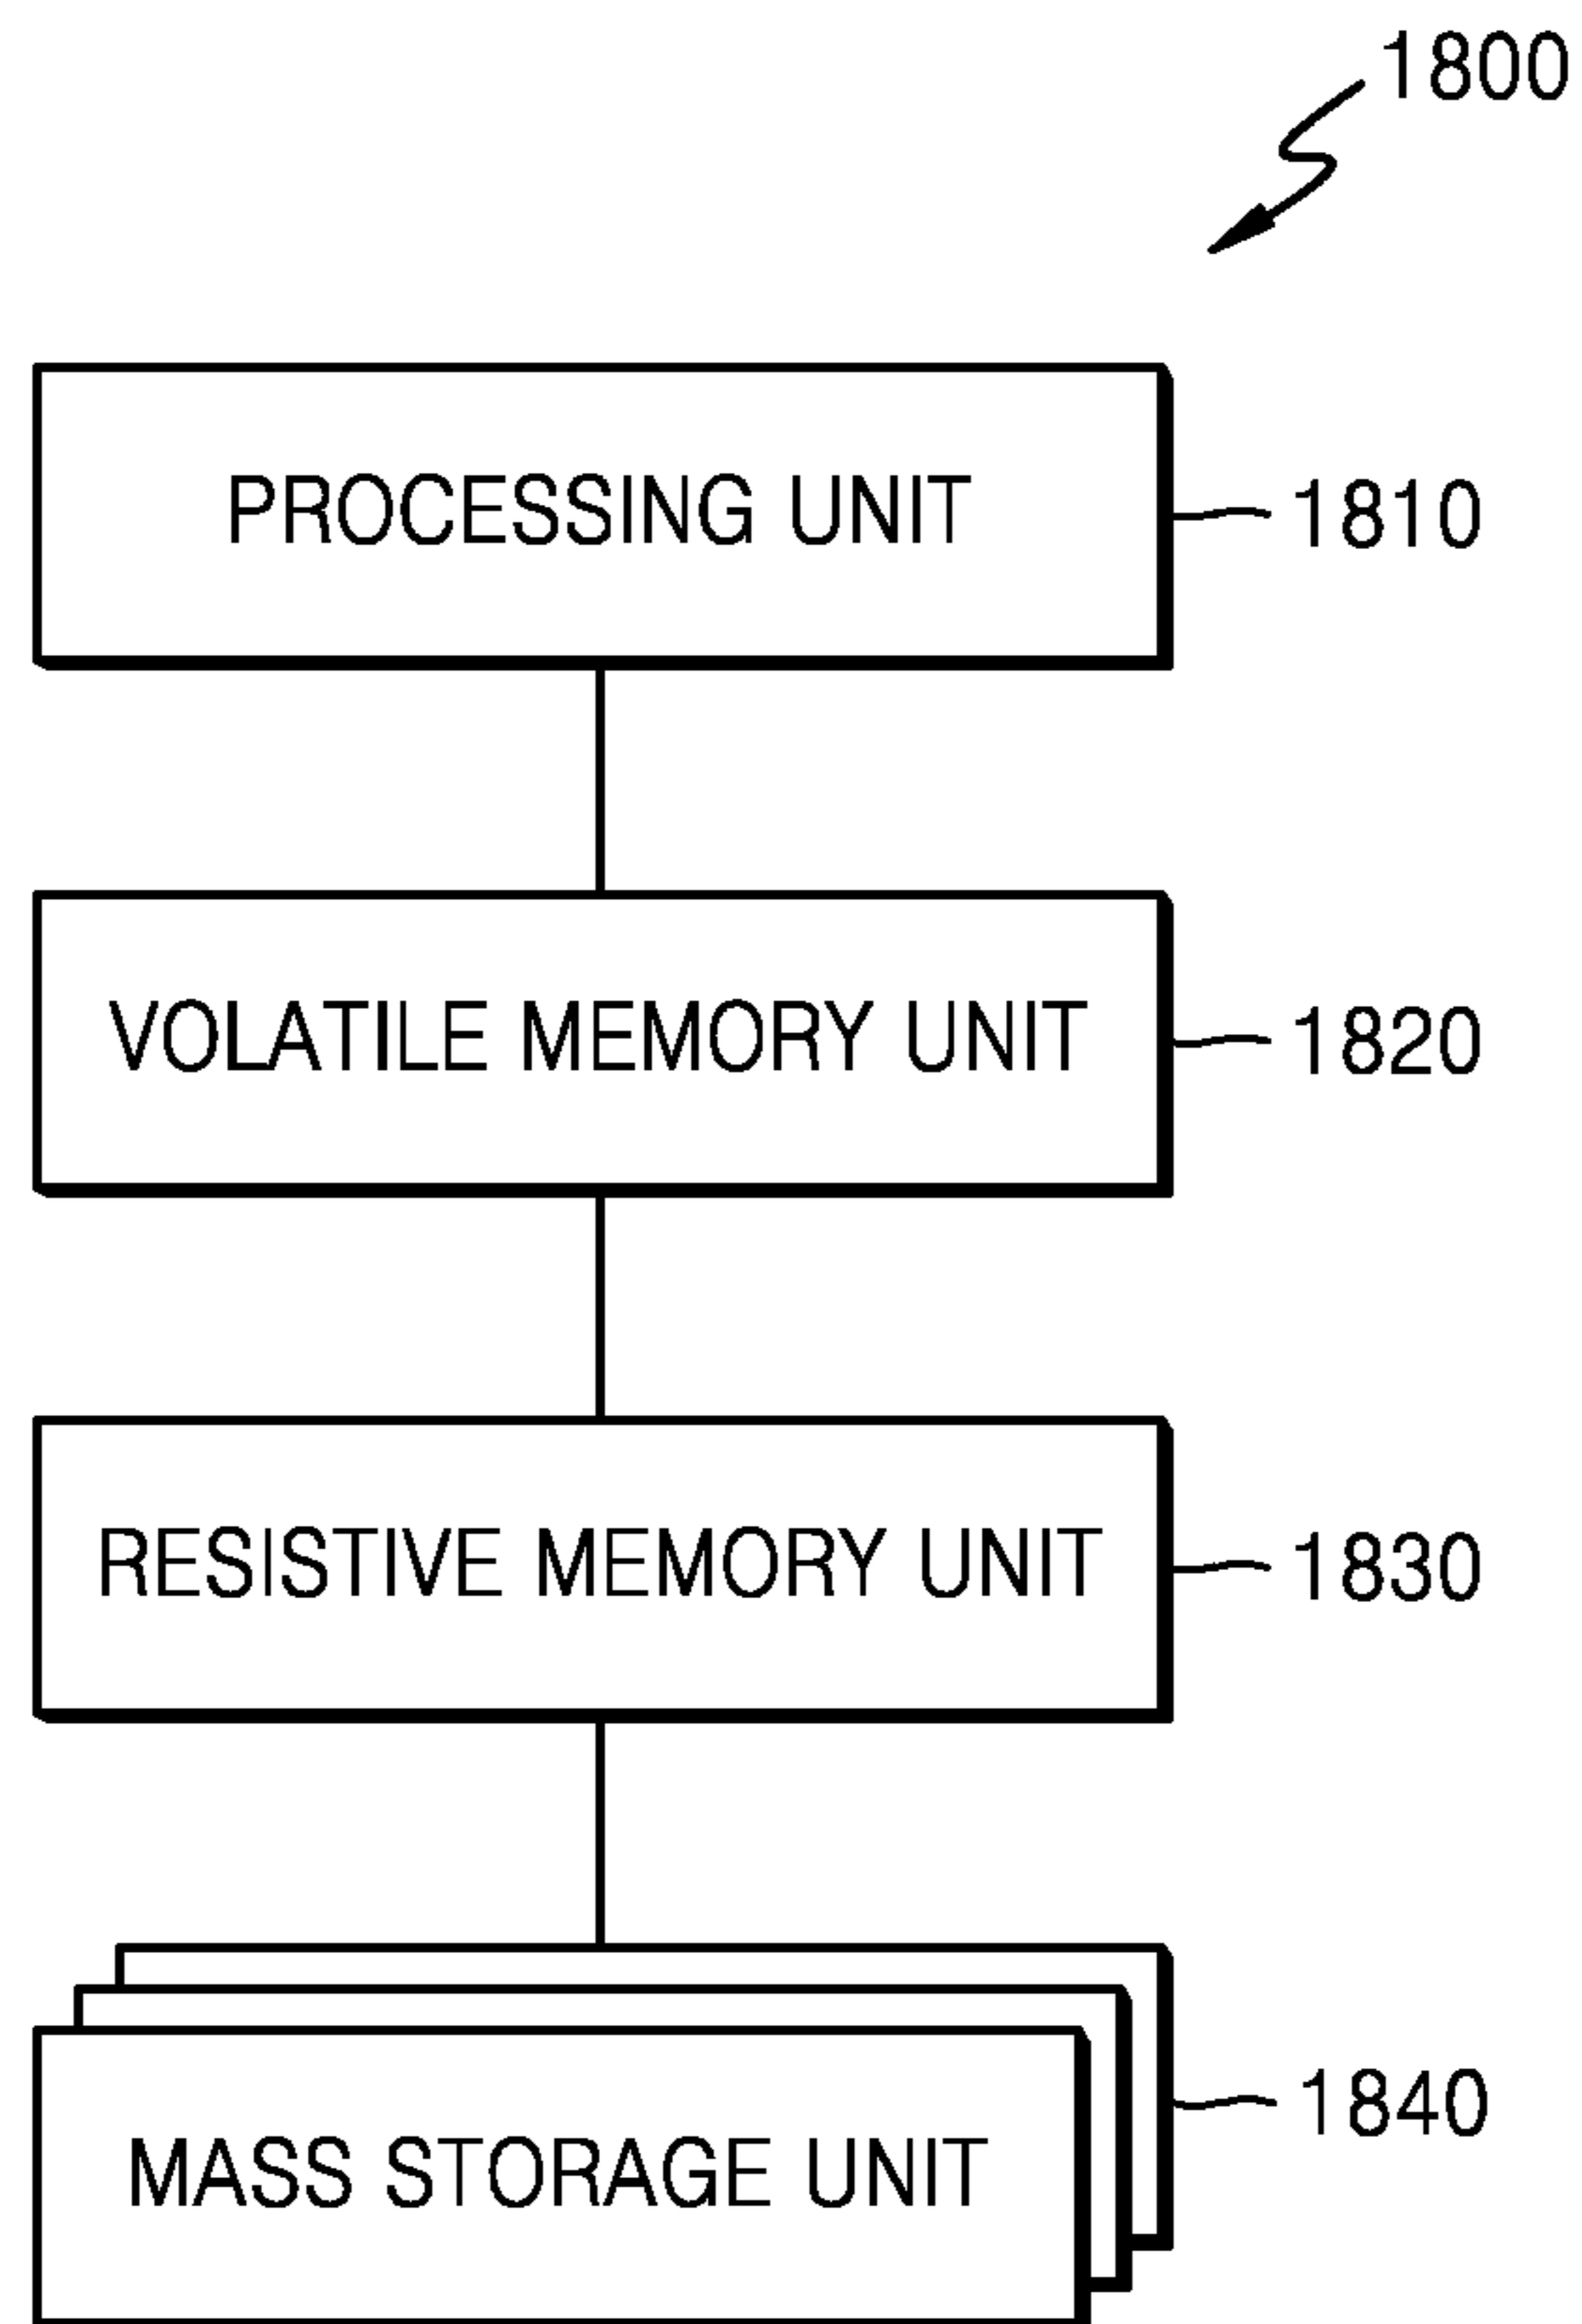 1800
PROCESSING UNIT 1810
VOLATILE MEMORY UNIT 1820
RESISTIVE MEMORY UNIT 1830
MASS STORAGE UNIT 1840